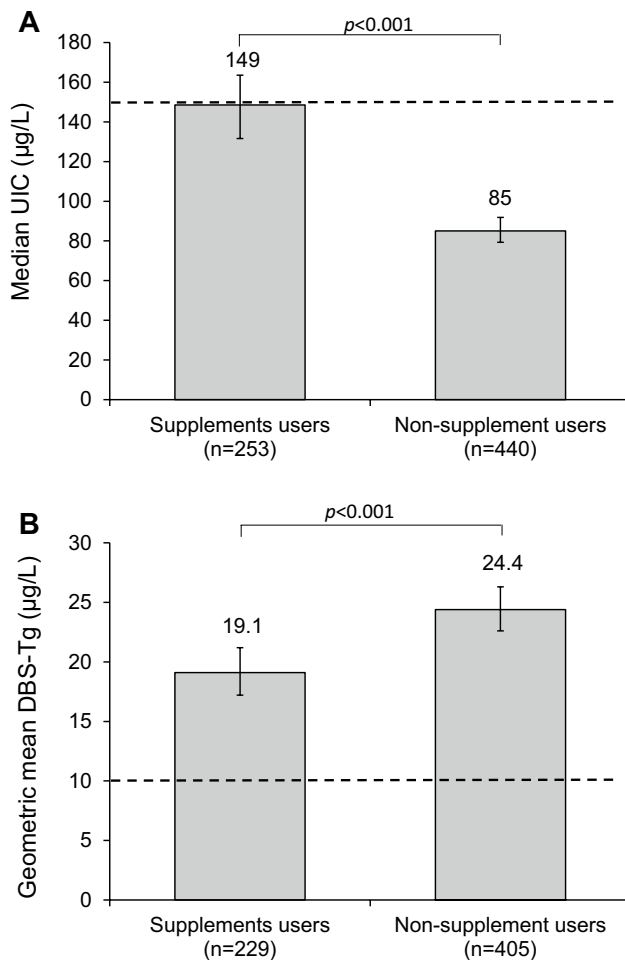 A
p<0.001
Median UIC (µg/L)
180
160
140
120
100
80
60
40
20
0
149
85
Supplements users
(n=253)
Non-supplement users
(n=440)
B
p<0.001
Geometric mean DBS-Tg (µg/L)
30
25
20
15
10
5
0
19.1
24.4
Supplements users
(n=229)
Non-supplement users
(n=405)